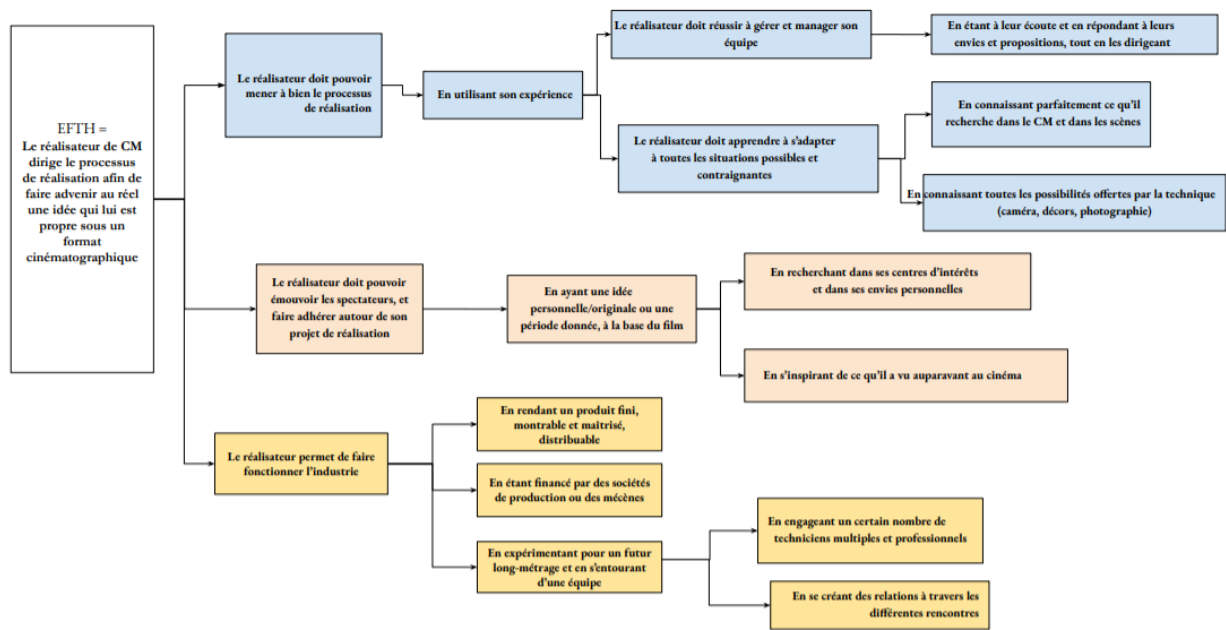 EFTH =
Le réalisateur de CM
dirige le processus
de réalisation afin de
faire advenir au réel
une idée qui lui est
propre sous un
format
cinématographique
Le réalisateur doit pouvoir
mener à bien le processus
de réalisation
En utilisant son expérience
Le réalisateur doit réussir à gérer et manager son
équipe
En étant à leur écoute et en répondant à leurs
envies et propositions, tout en les dirigeant
Le réalisateur doit apprendre à s'adapter
à toutes les situations possibles et
contraignantes
En connaissant parfaitement ce qu'il
recherche dans le CM et dans les scènes
En connaissant toutes les possibilités offertes par la technique
(caméra, décors, photographie)
Le réalisateur doit pouvoir
émouvoir les spectateurs, et
faire adhérer autour de son
projet de réalisation
En ayant une idée
personnelle/originale ou une
période donnée, à la base du film
En recherchant dans ses centres d'intérêts
et dans ses envies personnelles
En s'inspirant de ce qu'il a vu auparavant au cinéma
Le réalisateur permet de faire
fonctionner l'industrie
En rendant un produit fini,
montrable et maîtrisé,
distribuable
En étant financé par des sociétés
de production ou des mécènes
En expérimentant pour un futur
long-métrage et en s'entourant
d'une équipe
En engageant un certain nombre de
techniciens multiples et professionnels
En se créant des relations à travers les
différentes rencontres